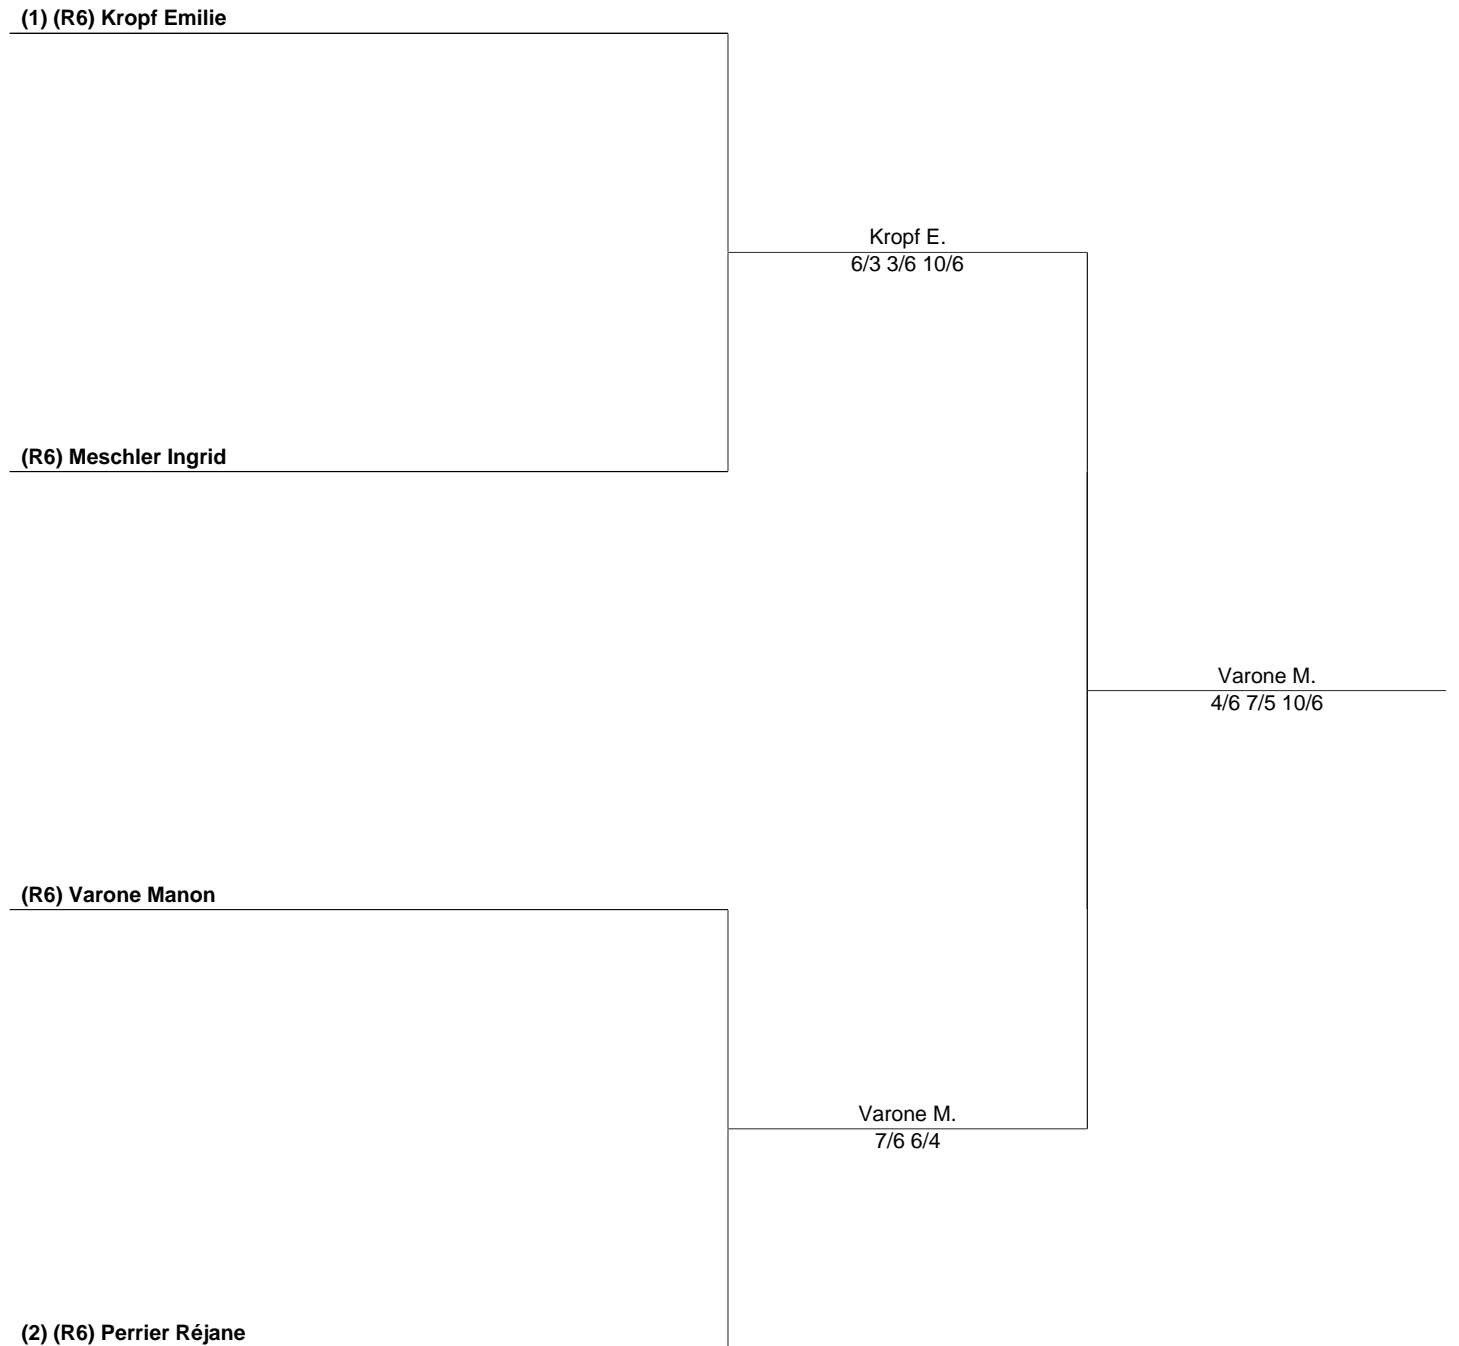 (1) (R6) Kropf Emilie
Kropf E.
6/3 3/6 10/6
(R6) Meschler Ingrid
Varone M.
4/6 7/5 10/6
(R6) Varone Manon
Varone M.
7/6 6/4
(2) (R6) Perrier Réjane